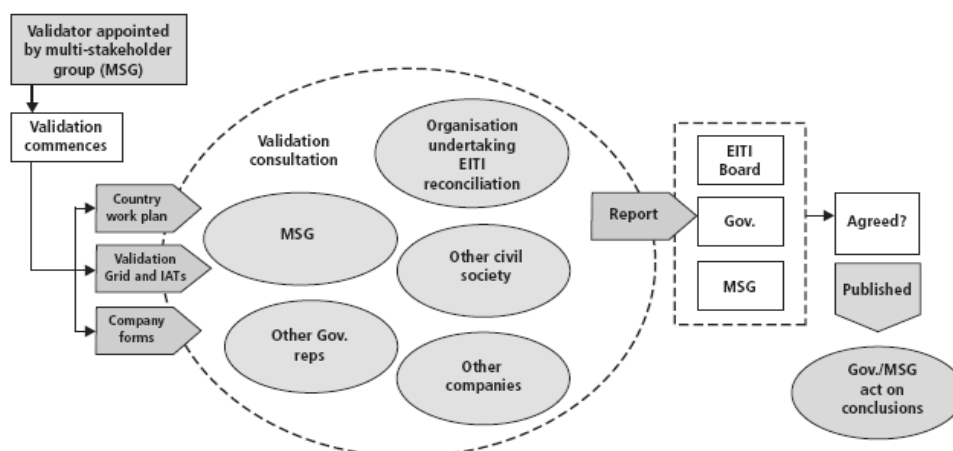 Validator appointed
by multi-stakeholder
group (MSG)
Validation
commences
Country
work plan
Validation
Grid and IATs
Company
forms
Validation
consultation
Organisation
undertaking
EITI
reconciliation
MSG
Other civil
society
Other Gov.
reps
Other
companies
Report
EITI
Board
Gov.
MSG
Agreed?
Published
Gov./MSG
act on
conclusions